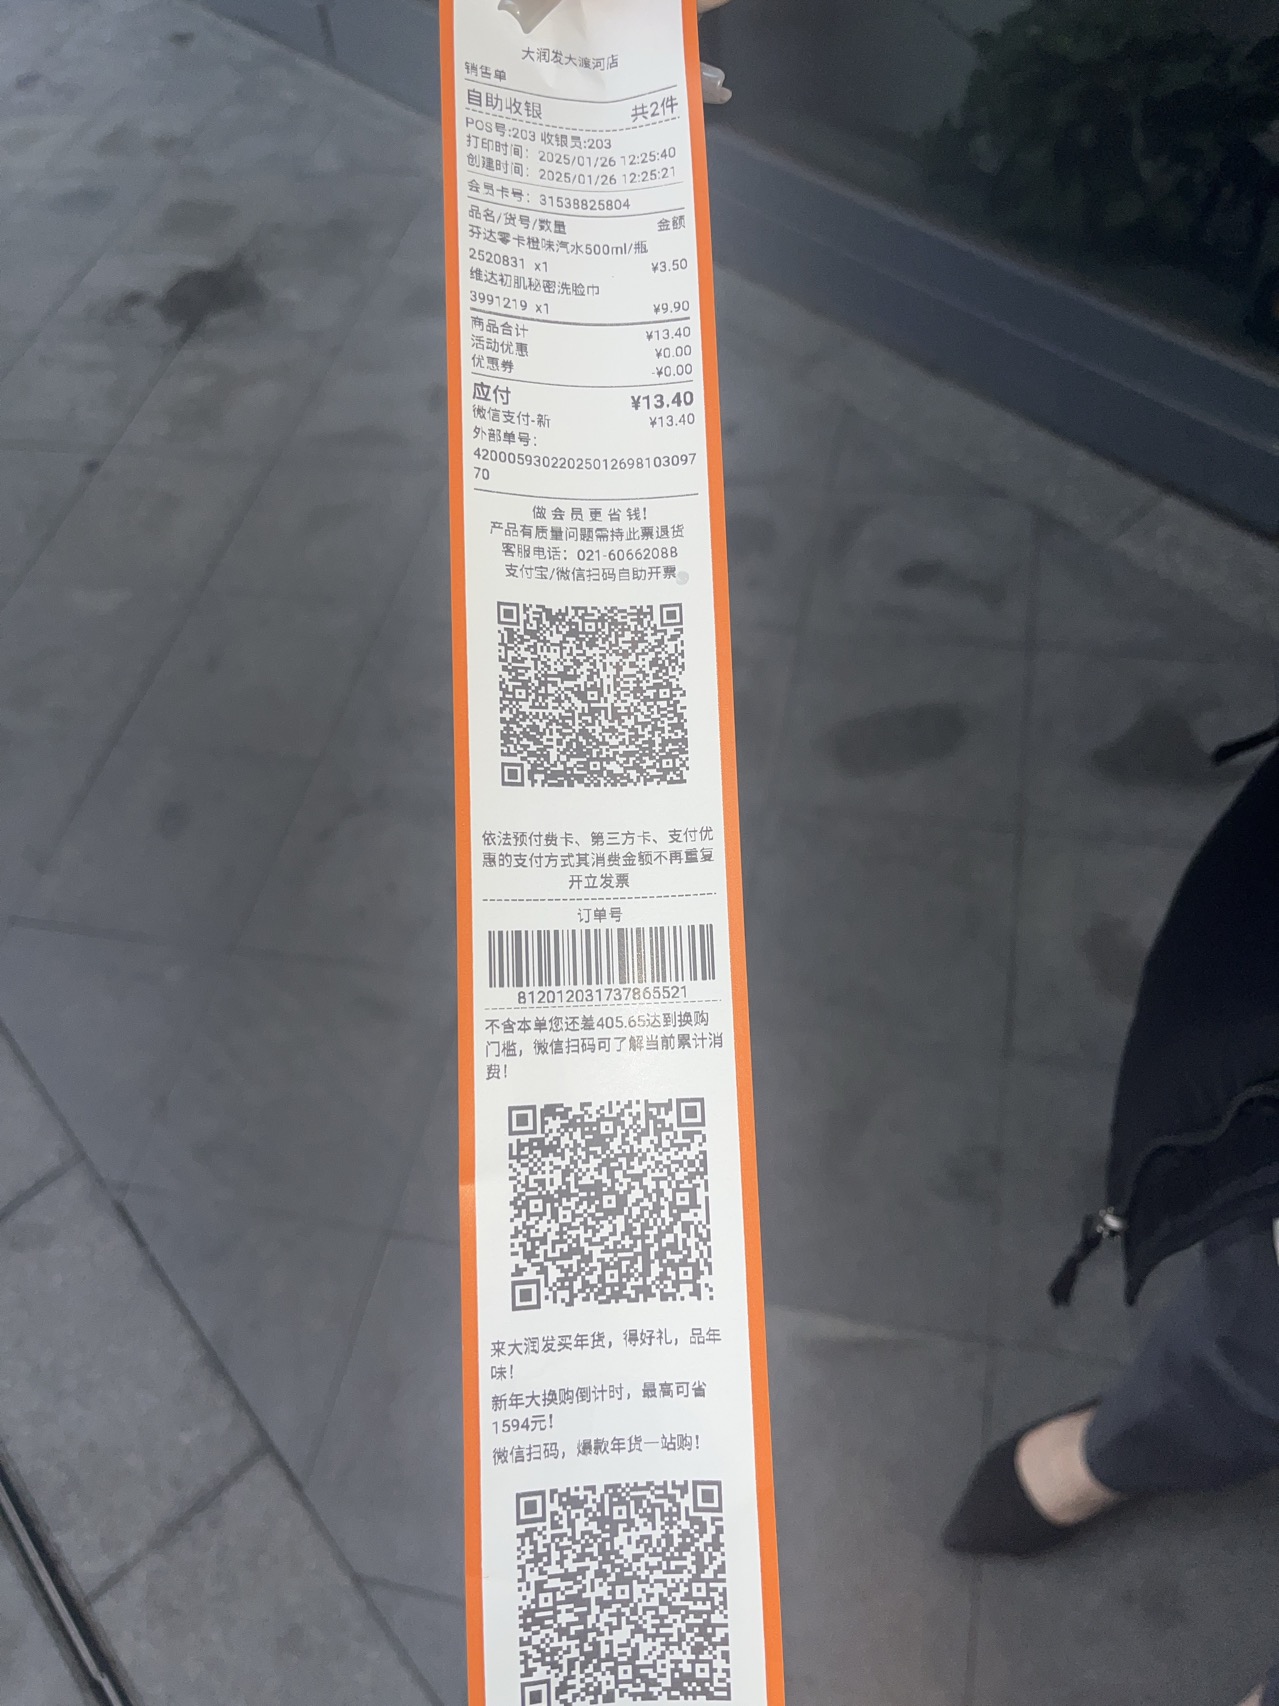 大润发大渡河店
销售单
自助收银 共2件
POS号:203 收银员:203
打印时间: 2025/01/26 12:25:40
创建时间: 2025/01/26 12:25:21
会员卡号: 31538825804
品名/货号/数量 金额
芬达零卡橙味汽水500ml/瓶
2520831 x1 ¥3.50
维达初肌秘密洗脸巾
3991219 x1 ¥9.90
商品合计 ¥13.40
活动优惠 ¥0.00
优惠券 -¥0.00
应付 ¥13.40
微信支付-新 ¥13.40
外部单号:
42000593022025012698103097
70
做会员更省钱!
产品有质量问题需持此票退货
客服电话: 021-60662088
支付宝/微信扫码自助开票
依法预付费卡、第三方卡、支付优
惠的支付方式其消费金额不再重复
开立发票
订单号
812012031737865521
不含本单您还差405.65达到换购
门槛，微信扫码可了解当前累计消
费!
来大润发买年货，得好礼，品年
味!
新年大换购倒计时，最高可省
1594元!
微信扫码，爆款年货一站购!